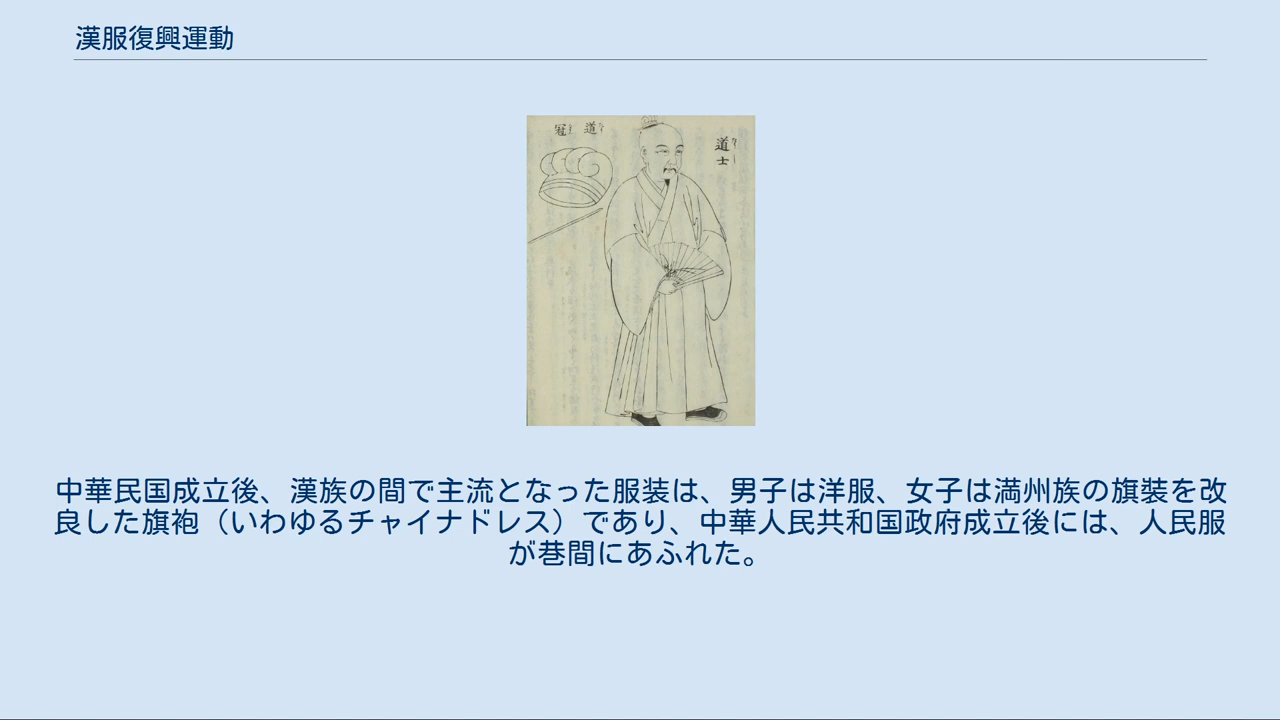 漢服復興運動
道冠
道士
中華民国成立後、漢族の間で主流となった服装は、男子は洋服、女子は満州族の旗裝を改
良した旗袍（いわゆるチャイナドレス）であり、中華人民共和国政府成立後には、人民服
が巷間にあふれた。